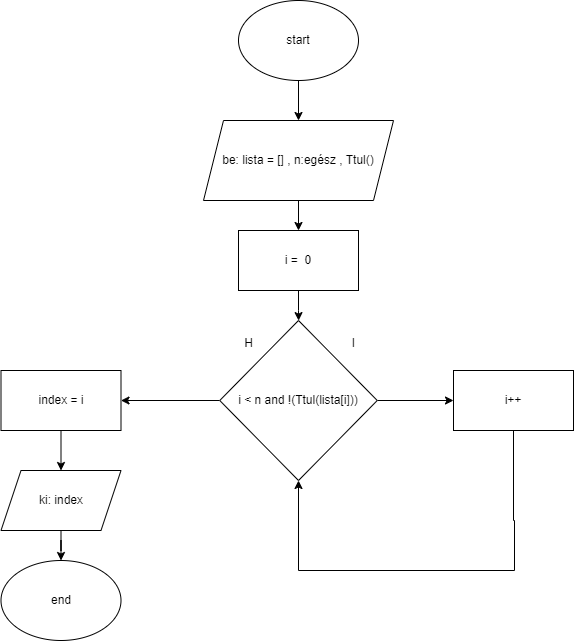 start
be: lista = [] , n:egész , Ttul()
i = 0
H
I
i < n and !(Ttul(lista[i]))
index = i
i++
ki: index
end